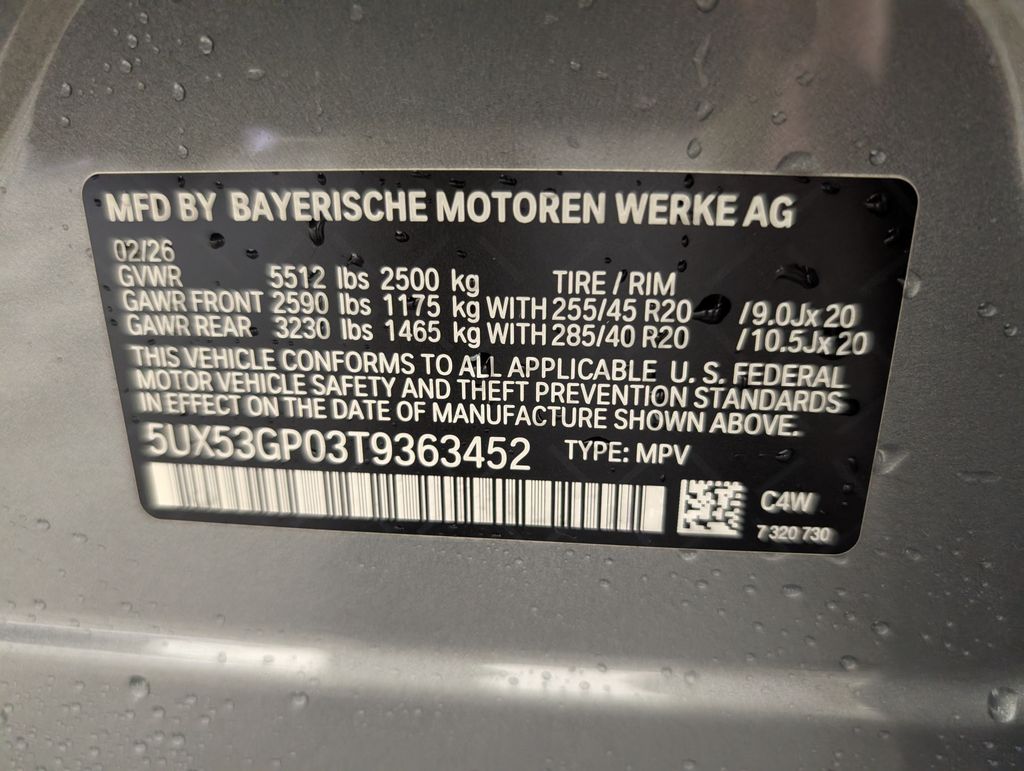 MFD BY BAYERISCHE MOTOREN WERKE AG
02/26
GVWR 5512 lbs 2500 kg TIRE / RIM
GAWR FRONT 2590 lbs 1175 kg WITH 255/45 R20 /9.0Jx20
GAWR REAR 3230 lbs 1465 kg WITH 285/40 R20 /10.5Jx20
THIS VEHICLE CONFORMS TO ALL APPLICABLE U. S. FEDERAL
MOTOR VEHICLE SAFETY AND THEFT PREVENTION STANDARDS
IN EFFECT ON THE DATE OF MANUFACTURE SHOWN ABOVE.
5UX53GP03T9363452 TYPE: MPV
C4W
7 320 730